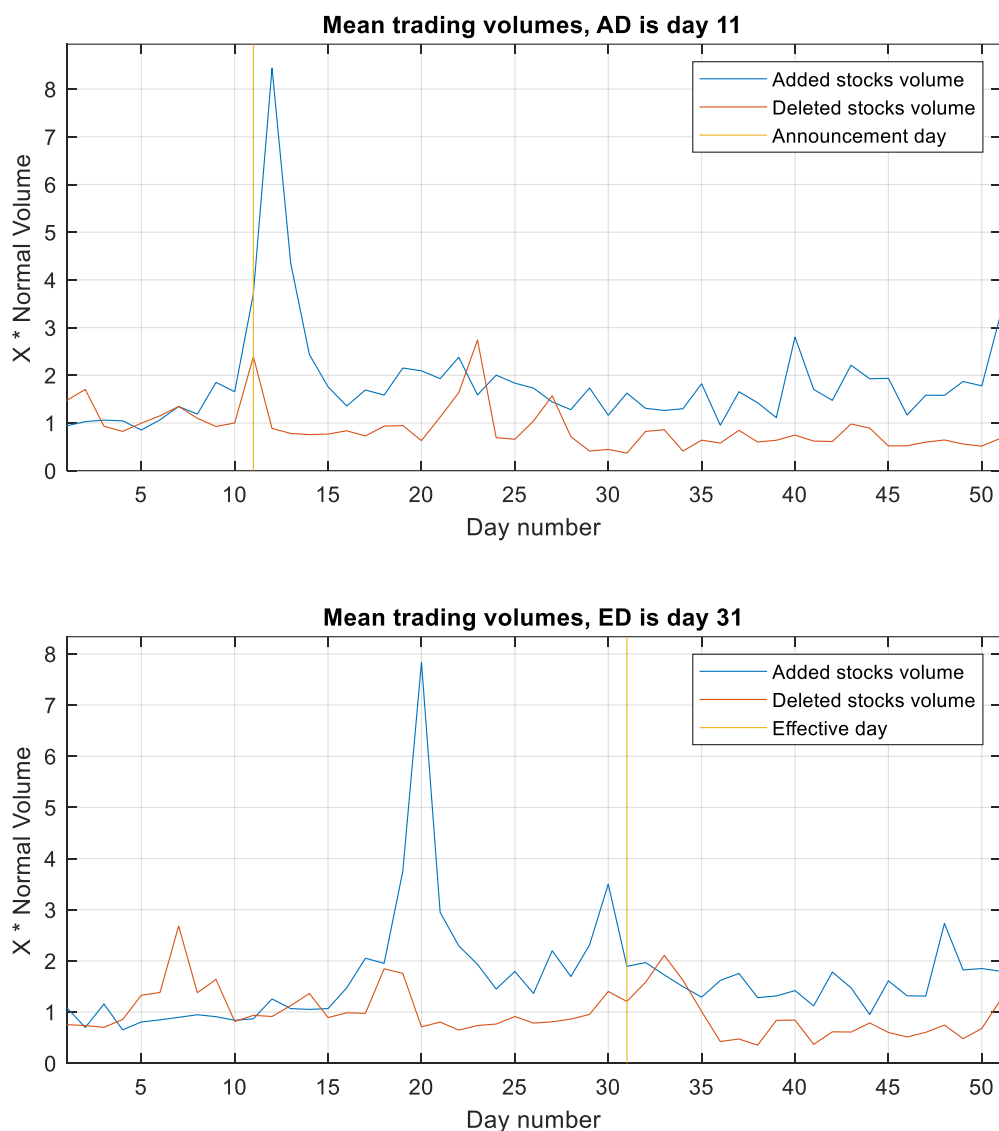 Mean trading volumes, AD is day 11
Added stocks volume
Deleted stocks volume
Announcement day
X * Normal Volume
8
7
6
5
4
3
2
1
0
5 10 15 20 25 30 35 40 45 50
Day number
Mean trading volumes, ED is day 31
Added stocks volume
Deleted stocks volume
Effective day
X * Normal Volume
8
7
6
5
4
3
2
1
0
5 10 15 20 25 30 35 40 45 50
Day number